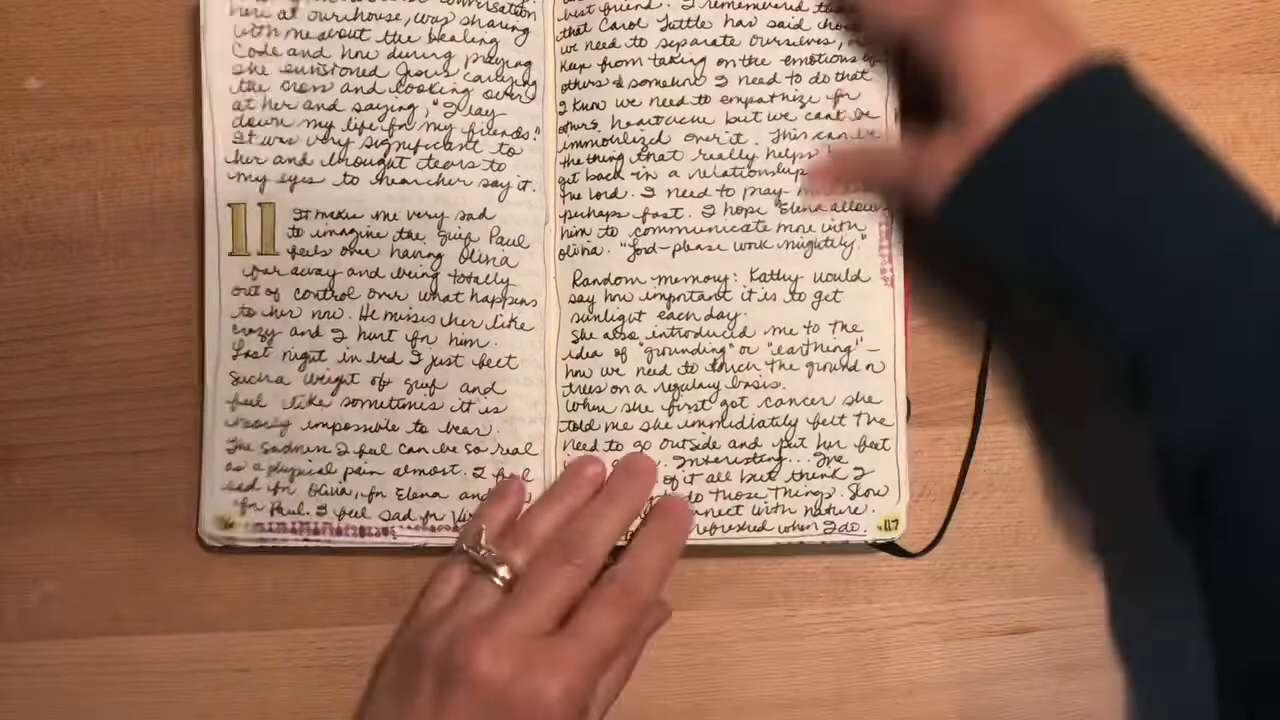 here at our house, was sharing
with me about the Healing
Code and how during praying
she envisioned Jesus carrying
the cross and looking over
at her and saying, "I lay
down my life for my friends."
It was very significant to
her and brought tears to
my eyes to hear her say it.
11 It makes me very sad
to imagine the grief Paul
feels over having Olivia
far away and being totally
out of control over what happens
to her now. He misses her like
crazy and I hurt for him.
Last night in bed I just felt
such a weight of grief and
feel like sometimes it is
nearly impossible to bear.
The sadness I feel can be so real
as a physical pain almost. I feel
sad for Olivia, for Elena and
for Paul. I feel sad for
best friend. I remembered
that Carol Tuttle has said how
we need to separate ourselves,
keep from taking on the emotions of
others & somehow I need to do that
I know we need to empathize for
others heartache but we cant be
immobilized over it. This can be
the thing that really helps
get back in a relationship
the Lord. I need to pray
perhaps fast. I hope Elena allows
him to communicate more with
Olivia. "Lord-please work mightily."
Random memory: Kathy would
say how important it is to get
sunlight each day.
She also introduced me to the
idea of "grounding" or "earthing"—
how we need to touch the ground or
trees on a regular basis.
When she first got cancer she
told me she immediately felt the
need to go outside and put her feet
Interesting... I've
of it all but think I
do those things. Slow
connect with nature.
refreshed when I do.
117